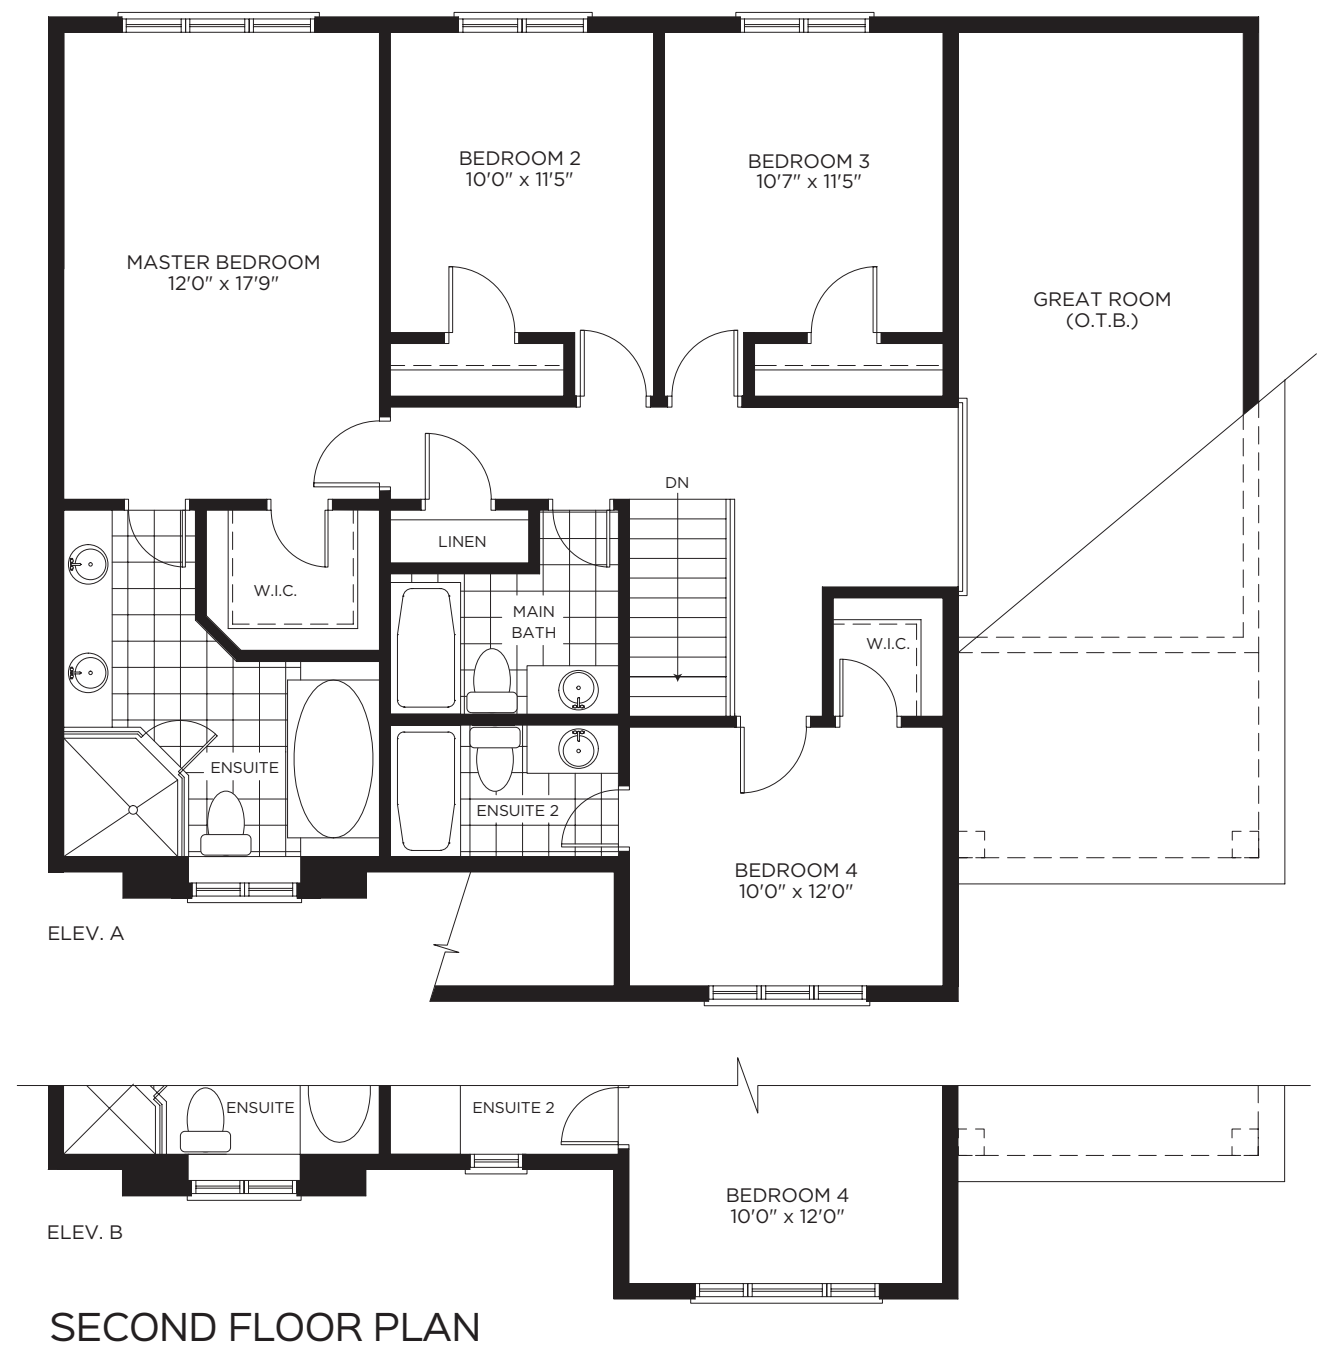 BEDROOM 2
10'0" x 11'5"
BEDROOM 3
10'7" x 11'5"
MASTER BEDROOM
12'0" x 17'9"
GREAT ROOM
(O.T.B.)
DN
LINEN
W.I.C.
MAIN
BATH
W.I.C.
ENSUITE
ENSUITE 2
BEDROOM 4
10'0" x 12'0"
ELEV. A
ENSUITE
ENSUITE 2
BEDROOM 4
10'0" x 12'0"
ELEV. B
SECOND FLOOR PLAN